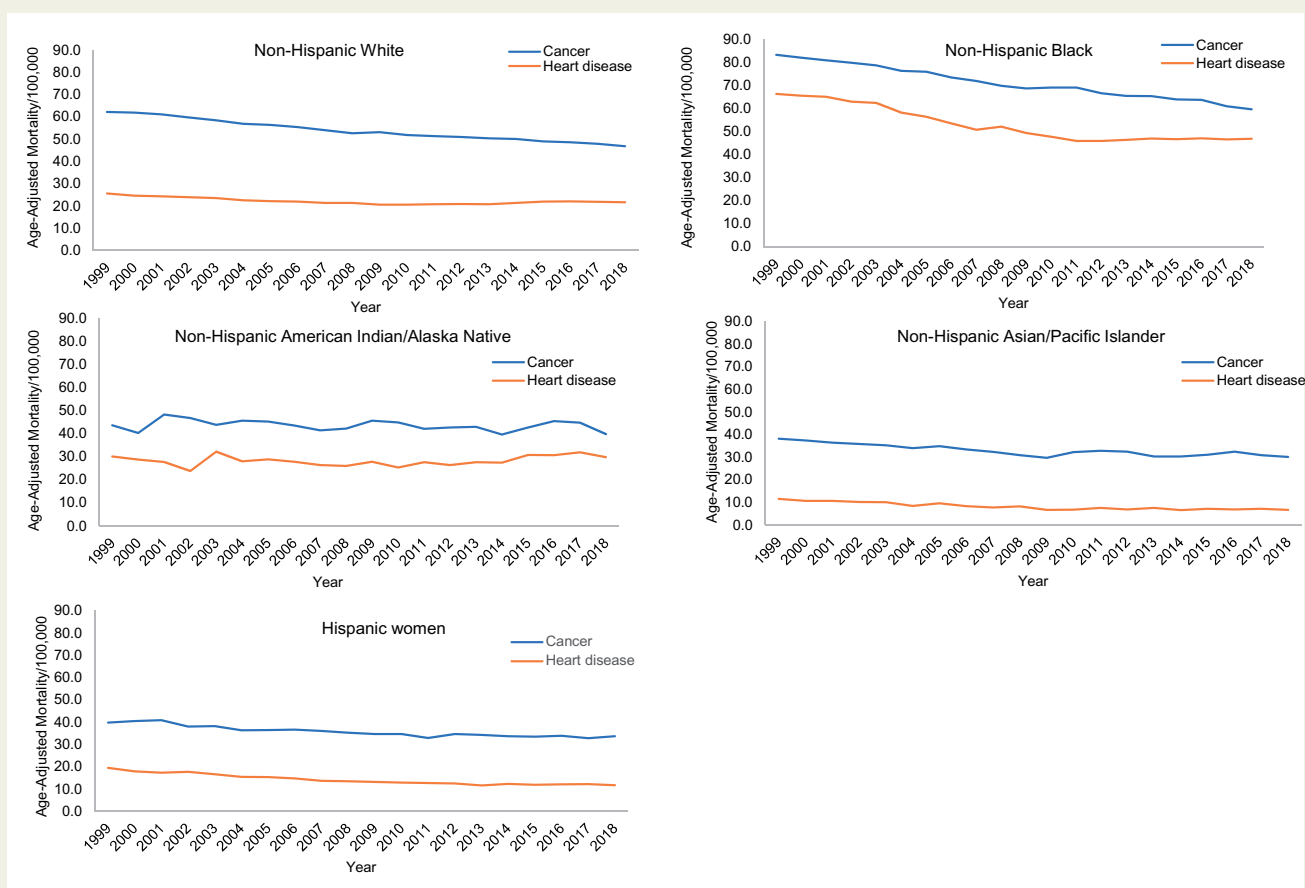 Non-Hispanic White
Cancer
Heart disease
Age-Adjusted Mortality/100,000
90.0
80.0
70.0
60.0
50.0
40.0
30.0
20.0
10.0
0.0
1999 2000 2001 2002 2003 2004 2005 2006 2007 2008 2009 2010 2011 2012 2013 2014 2015 2016 2017 2018
Year
Non-Hispanic Black
Cancer
Heart disease
Age-Adjusted Mortality/100,000
90.0
80.0
70.0
60.0
50.0
40.0
30.0
20.0
10.0
0.0
1999 2000 2001 2002 2003 2004 2005 2006 2007 2008 2009 2010 2011 2012 2013 2014 2015 2016 2017 2018
Year
Non-Hispanic American Indian/Alaska Native
Cancer
Heart disease
Age-Adjusted Mortality/100,000
90.0
80.0
70.0
60.0
50.0
40.0
30.0
20.0
10.0
0.0
1999 2000 2001 2002 2003 2004 2005 2006 2007 2008 2009 2010 2011 2012 2013 2014 2015 2016 2017 2018
Year
Non-Hispanic Asian/Pacific Islander
Cancer
Heart disease
Age-Adjusted Mortality/100,000
90.0
80.0
70.0
60.0
50.0
40.0
30.0
20.0
10.0
0.0
1999 2000 2001 2002 2003 2004 2005 2006 2007 2008 2009 2010 2011 2012 2013 2014 2015 2016 2017 2018
Year
Hispanic women
Cancer
Heart disease
Age-Adjusted Mortality/100,000
90.0
80.0
70.0
60.0
50.0
40.0
30.0
20.0
10.0
0.0
1999 2000 2001 2002 2003 2004 2005 2006 2007 2008 2009 2010 2011 2012 2013 2014 2015 2016 2017 2018
Year